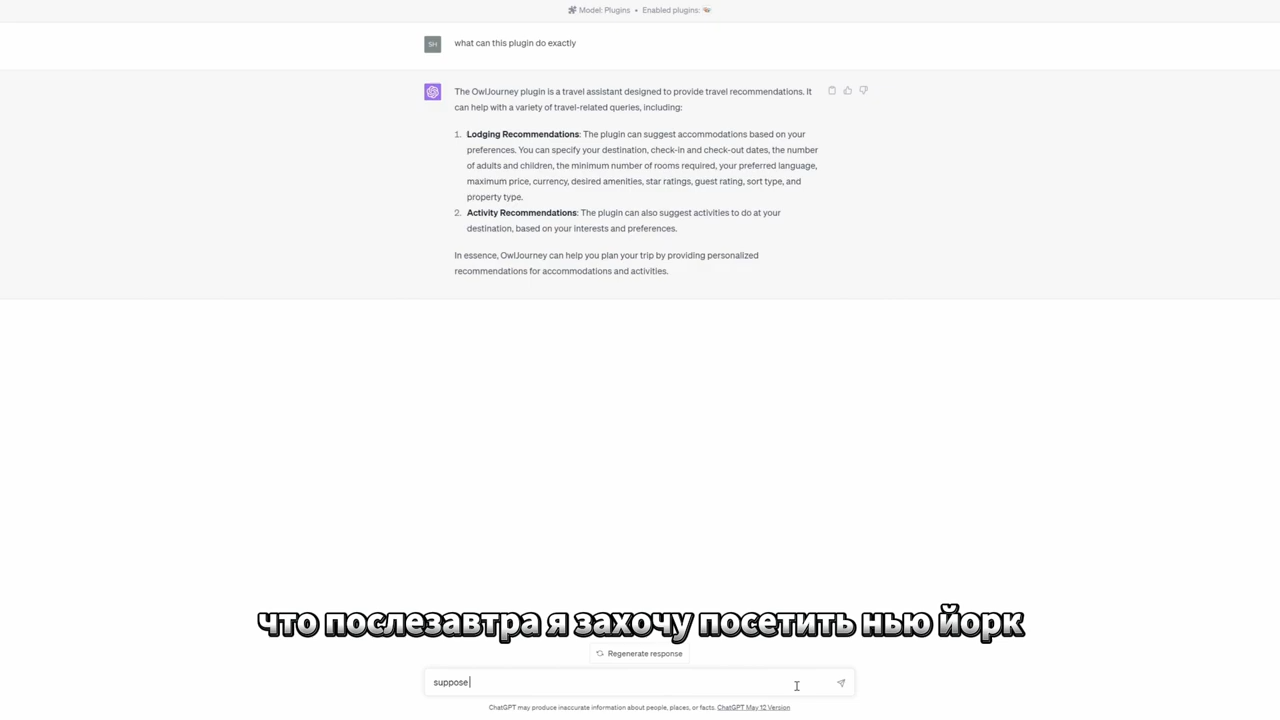 Model: Plugins • Enabled plugins:
SH
what can this plugin do exactly
The OwlJourney plugin is a travel assistant designed to provide travel recommendations. It
can help with a variety of travel-related queries, including:
1. Lodging Recommendations: The plugin can suggest accommodations based on your
preferences. You can specify your destination, check-in and check-out dates, the number
of adults and children, the minimum number of rooms required, your preferred language,
maximum price, currency, desired amenities, star ratings, guest rating, sort type, and
property type.
2. Activity Recommendations: The plugin can also suggest activities to do at your
destination, based on your interests and preferences.
In essence, OwlJourney can help you plan your trip by providing personalized
recommendations for accommodations and activities.
что послезавтра я захочу посетить нью йорк
Regenerate response
suppose
ChatGPT may produce inaccurate information about people, places, or facts. ChatGPT May 12 Version